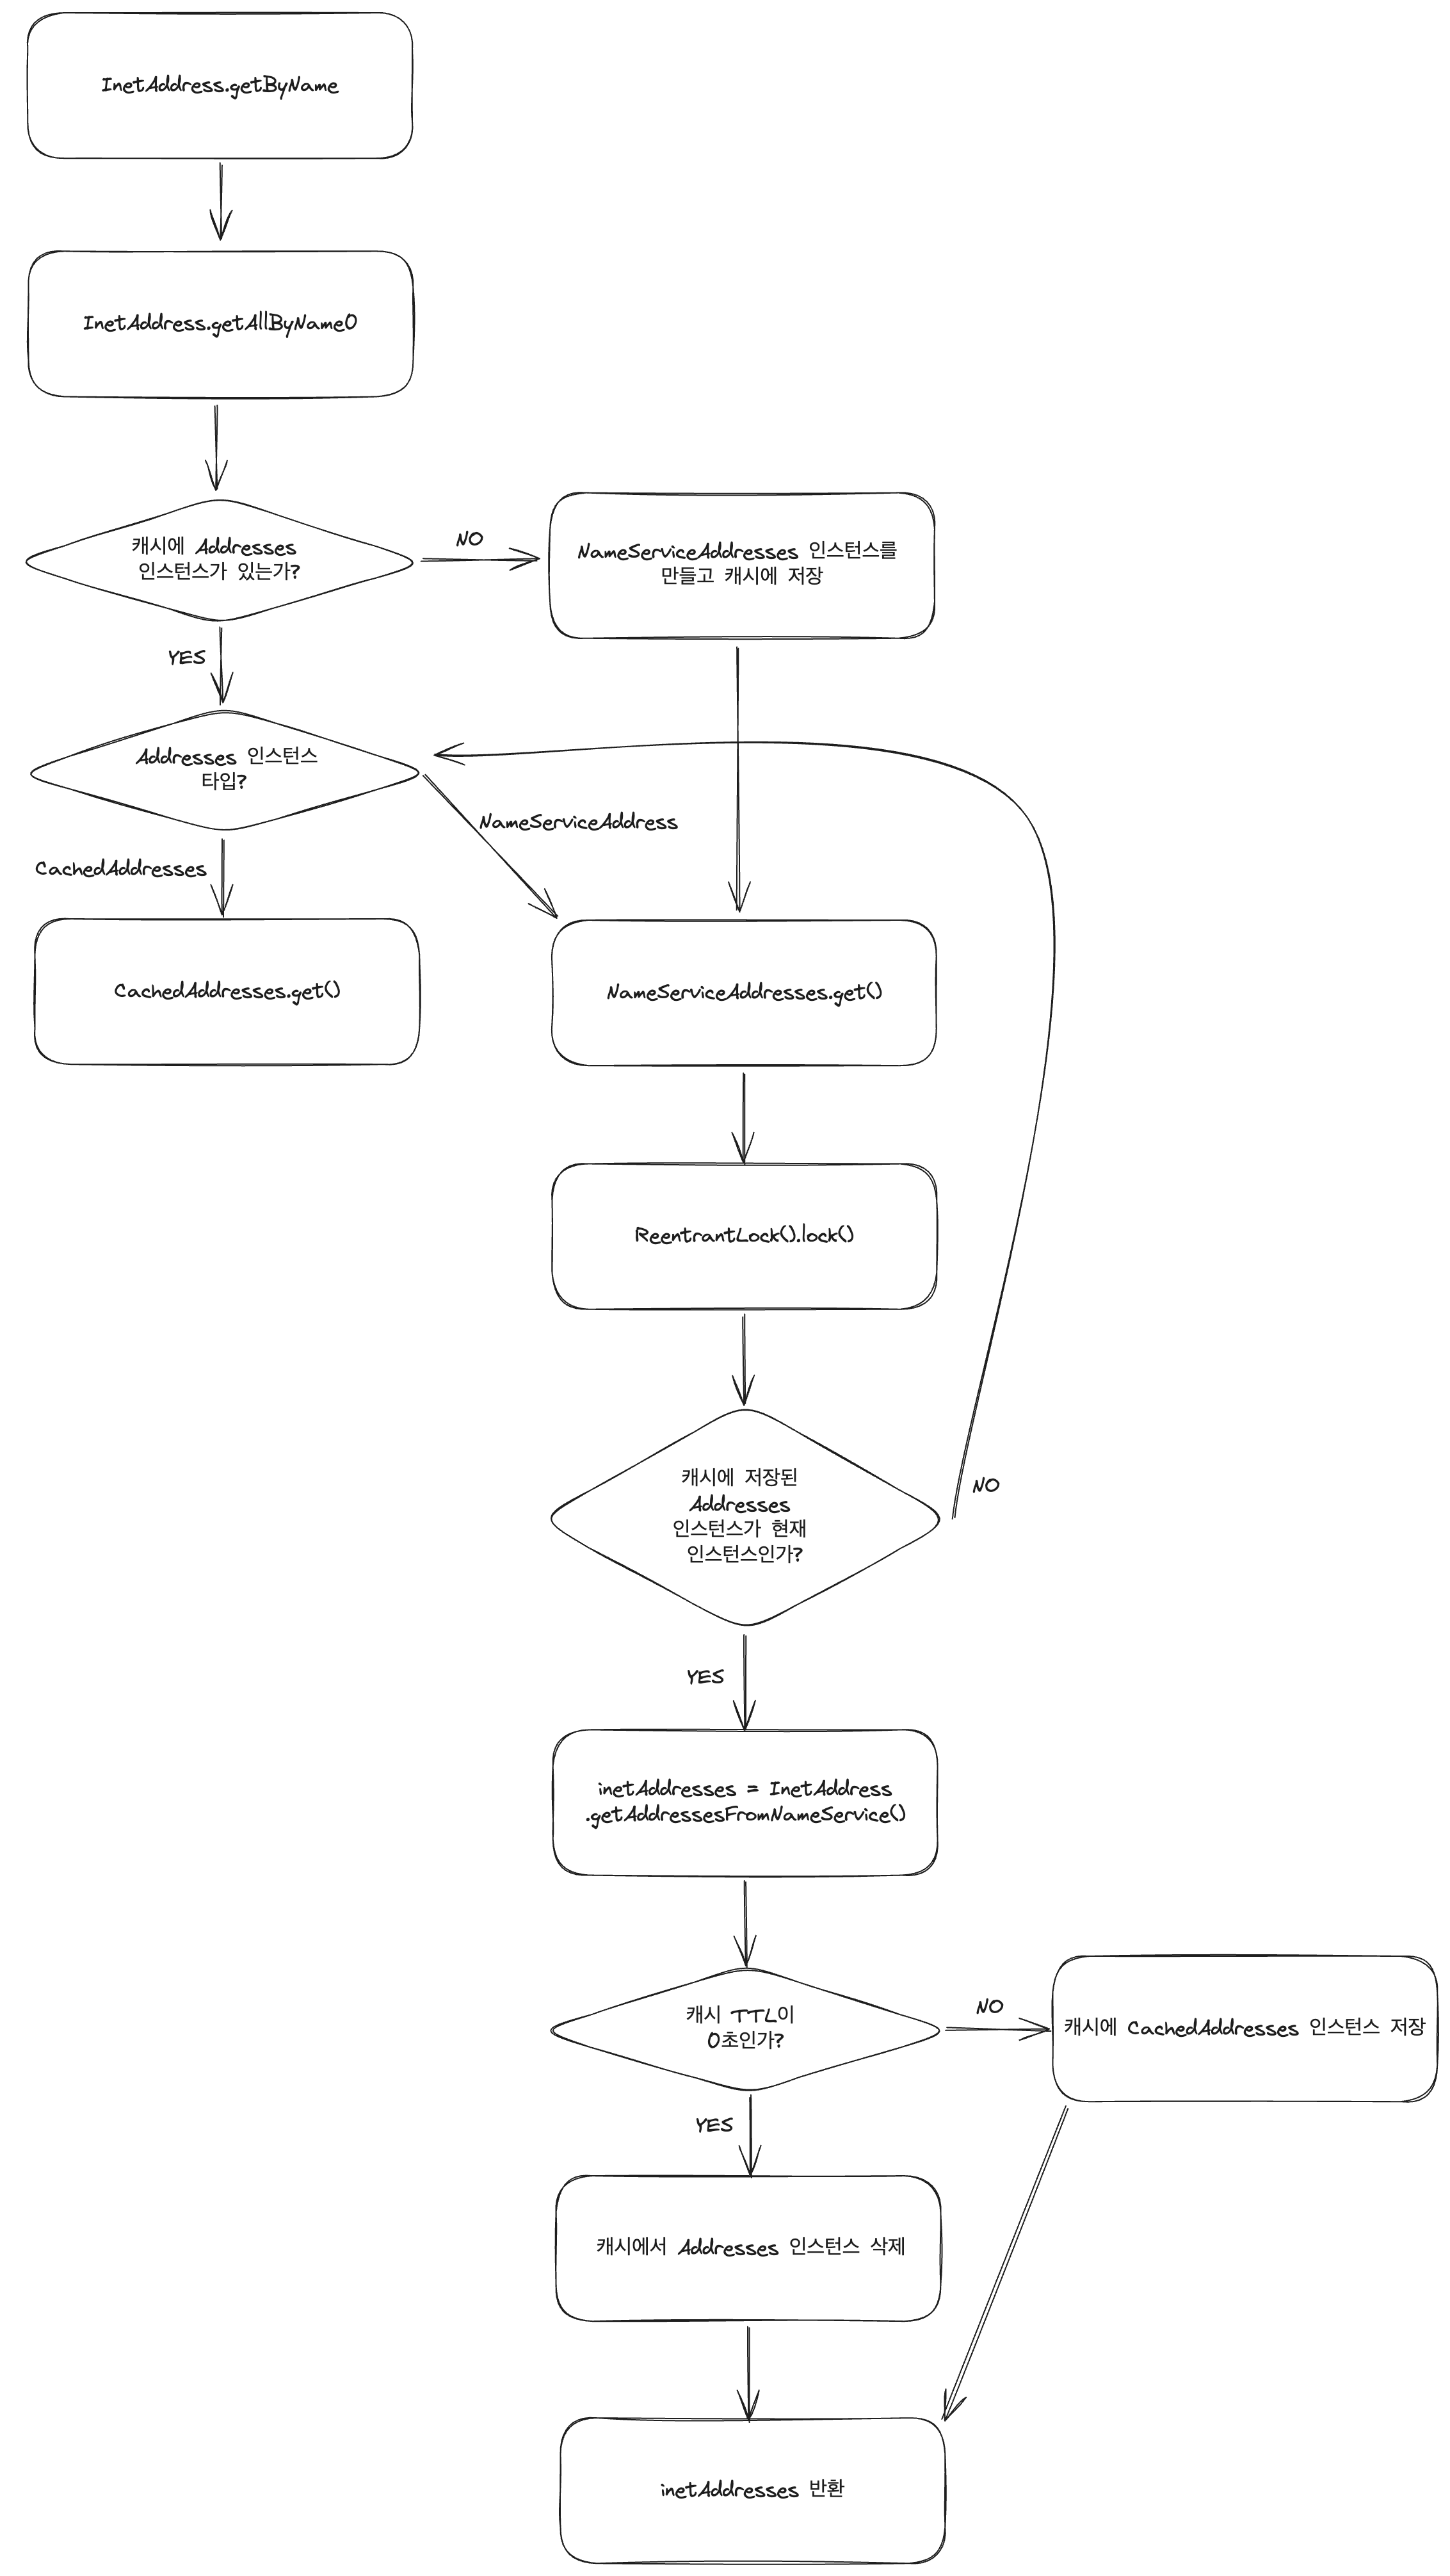 InetAddress.getByName
InetAddress.getAllByName0
캐시에 Addresses
인스턴스가 있는가?
NO
NameServiceAddresses 인스턴스를
만들고 캐시에 저장
YES
Addresses 인스턴스
타입?
NameServiceAddress
CachedAddresses
CachedAddresses.get()
NameServiceAddresses.get()
ReentrantLock().lock()
캐시에 저장된
Addresses
인스턴스가 현재
인스턴스인가?
NO
YES
inetAddresses = InetAddress
.getAddressesFromNameService()
캐시 TTL이
0초인가?
NO
캐시에 CachedAddresses 인스턴스 저장
YES
캐시에서 Addresses 인스턴스 삭제
inetAddresses 반환